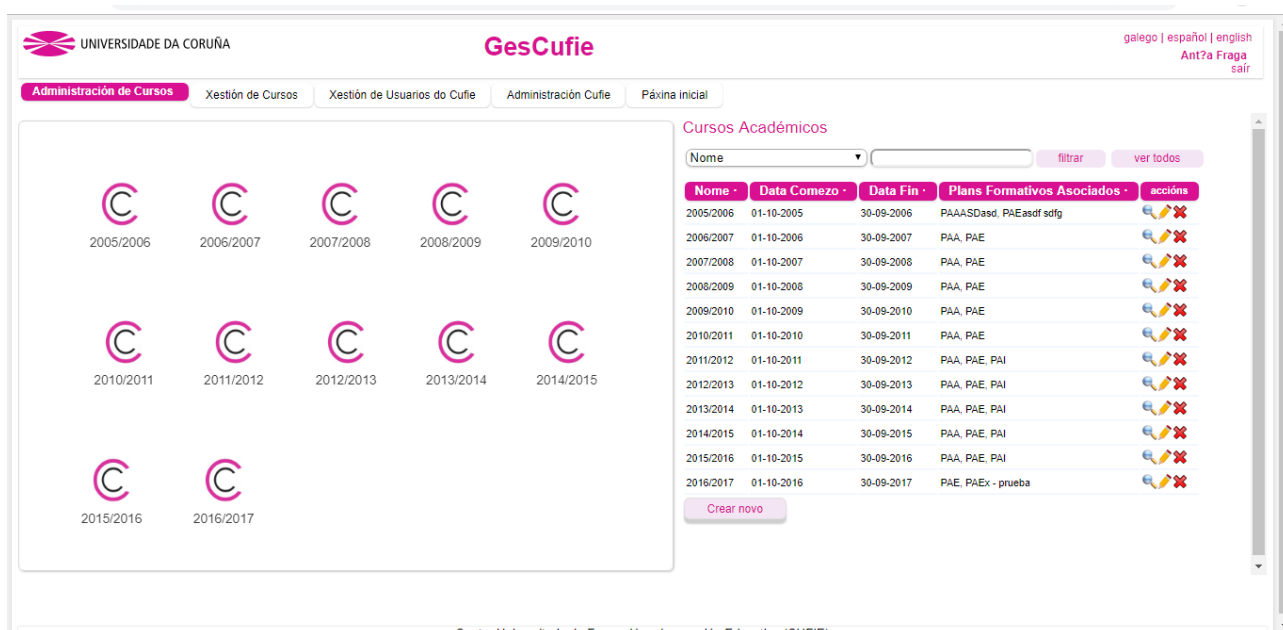 UNIVERSIDADE DA CORUÑA
GesCufie
galego | español | english
Ant?a Fraga
saír
Administración de Cursos
Xestión de Cursos
Xestión de Usuarios do Cufie
Administración Cufie
Páxina inicial
2005/2006 2006/2007 2007/2008 2008/2009 2009/2010
2010/2011 2011/2012 2012/2013 2013/2014 2014/2015
2015/2016 2016/2017
Cursos Académicos
Nome filtrar ver todos
Nome Data Comezo Data Fin Plans Formativos Asociados accións
2005/2006 01-10-2005 30-09-2006 PAAASDasd, PAEasdf sdfg
2006/2007 01-10-2006 30-09-2007 PAA, PAE
2007/2008 01-10-2007 30-09-2008 PAA, PAE
2008/2009 01-10-2008 30-09-2009 PAA, PAE
2009/2010 01-10-2009 30-09-2010 PAA, PAE
2010/2011 01-10-2010 30-09-2011 PAA, PAE
2011/2012 01-10-2011 30-09-2012 PAA, PAE, PAI
2012/2013 01-10-2012 30-09-2013 PAA, PAE, PAI
2013/2014 01-10-2013 30-09-2014 PAA, PAE, PAI
2014/2015 01-10-2014 30-09-2015 PAA, PAE, PAI
2015/2016 01-10-2015 30-09-2016 PAA, PAE, PAI
2016/2017 01-10-2016 30-09-2017 PAE, PAEx - prueba
Crear novo